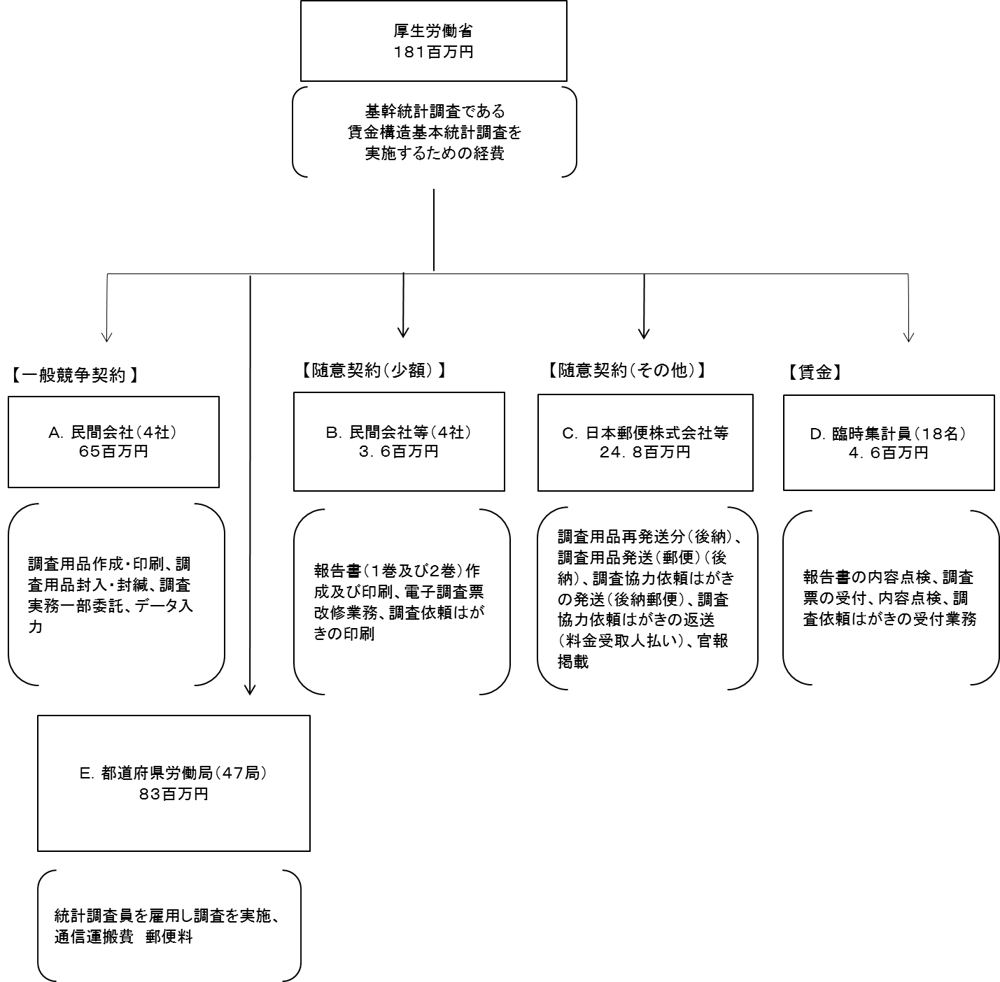 厚生労働省
181百万円
基幹統計調査である
賃金構造基本統計調査を
実施するための経費
【一般競争契約】
A. 民間会社(4社)
65百万円
調査用品作成・印刷、調
査用品封入・封緘、調査
実務一部委託、データ入
力
【随意契約(少額)】
B. 民間会社等(4社)
3. 6百万円
報告書(1巻及び2巻)作
成及び印刷、電子調査票
改修業務、調査依頼はが
きの印刷
【随意契約(その他)】
C. 日本郵便株式会社等
24. 8百万円
調査用品再発送分(後納)、
調査用品発送(郵便)(後
納)、調査協力依頼はがき
の発送(後納郵便)、調査
協力依頼はがきの返送
(料金受取人払い)、官報
掲載
【賃金】
D. 臨時集計員(18名)
4. 6百万円
報告書の内容点検、調査
票の受付、内容点検、調
査依頼はがきの受付業務
E. 都道府県労働局(47局)
83百万円
統計調査員を雇用し調査を実施、
通信運搬費　郵便料